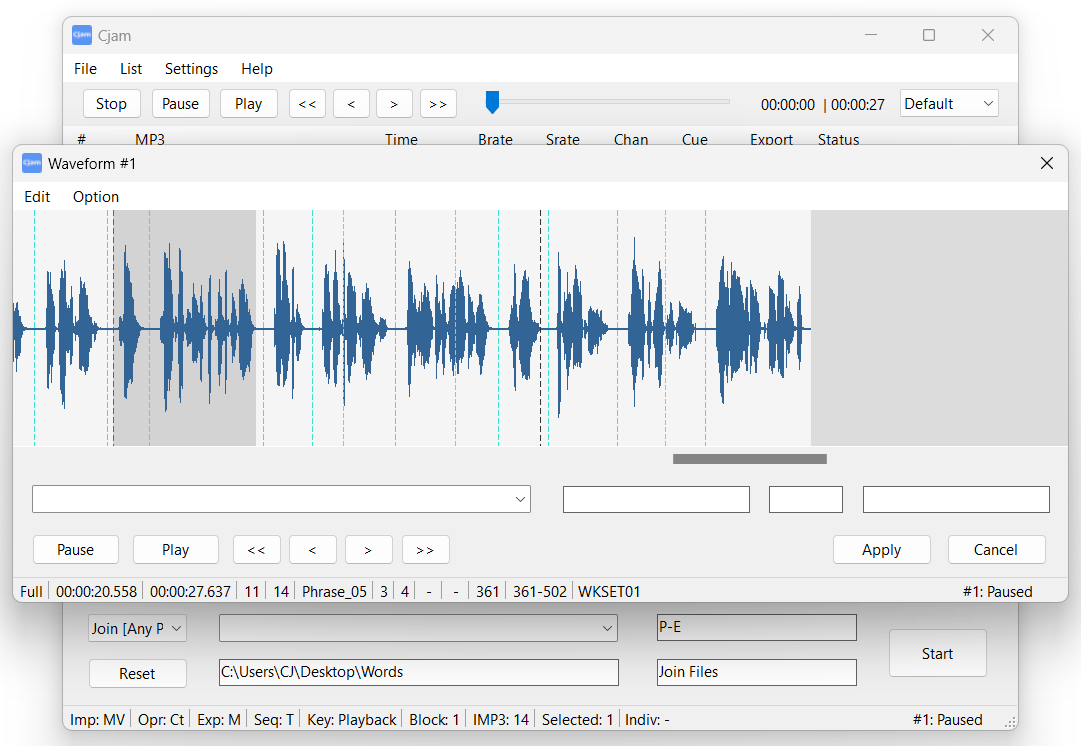 Cjam
File List Settings Help
Stop Pause Play << < > >> 00:00:00 | 00:00:27 Default
# MP3 Time Brate Srate Chan Cue Export Status
Cjam Waveform #1
Edit Option
Pause Play << < > >> Apply Cancel
Full 00:00:20.558 00:00:27.637 11 14 Phrase_05 3 4 - - 361 361-502 WKSET01 #1: Paused
Join [Any P P-E
Start
Reset C:\Users\CJ\Desktop\Words Join Files
Imp: MV Opr: Ct Exp: M Seq: T Key: Playback Block: 1 IMP3: 14 Selected: 1 Indiv: - #1: Paused